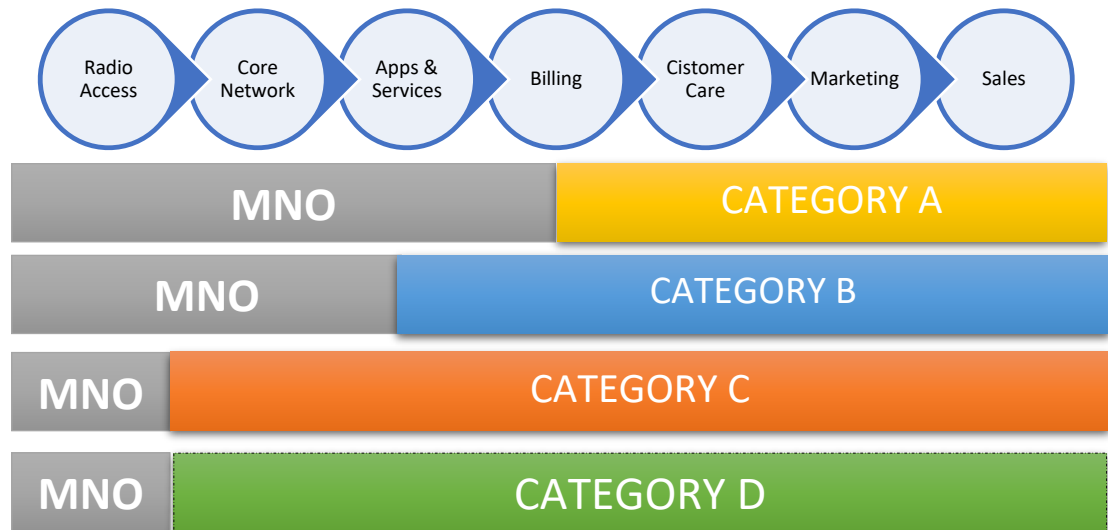 Radio
Access
Core
Network
Apps &
Services
Billing
Cistomer
Care
Marketing
Sales
MNO
CATEGORY A
MNO
CATEGORY B
MNO
CATEGORY C
MNO
CATEGORY D